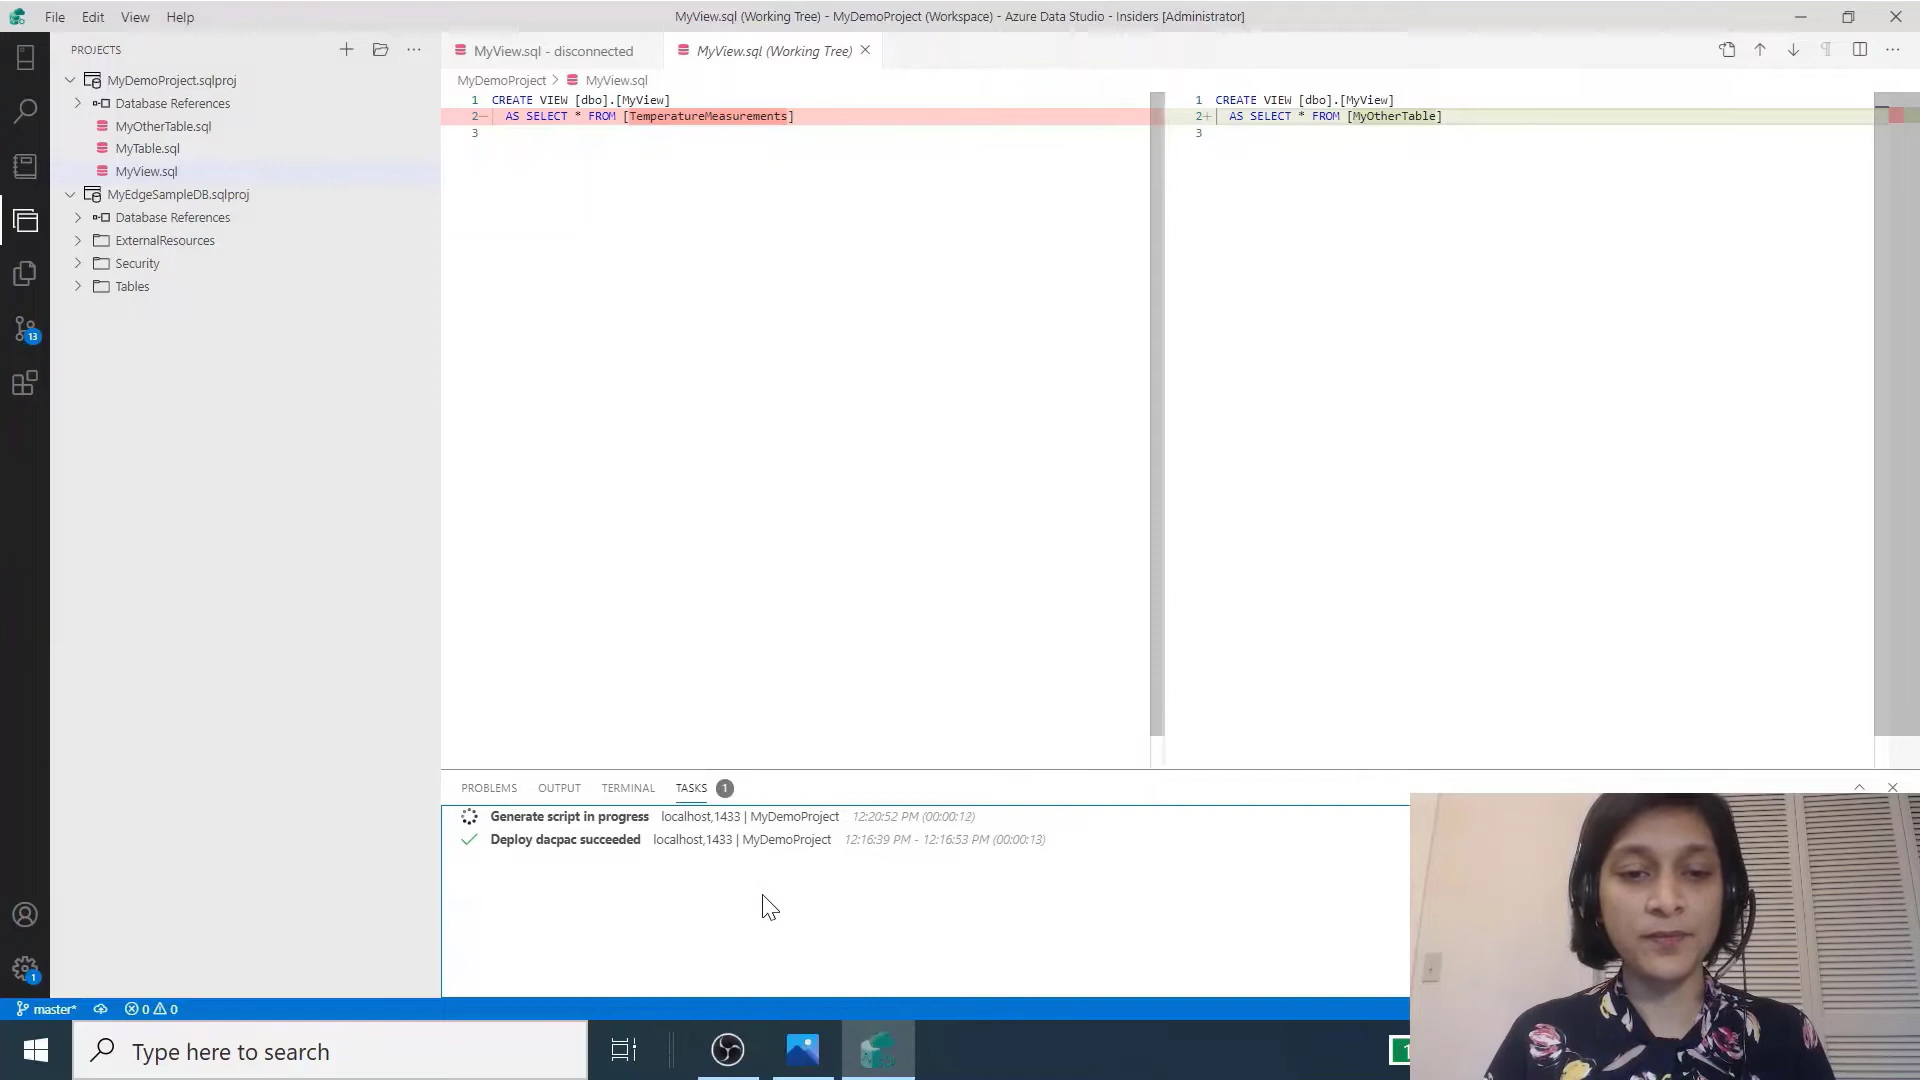 File Edit View Help
MyView.sql (Working Tree) - MyDemoProject (Workspace) - Azure Data Studio - Insiders [Administrator]
PROJECTS
MyDemoProject.sqlproj
Database References
MyOtherTable.sql
MyTable.sql
MyView.sql
MyEdgeSampleDB.sqlproj
Database References
ExternalResources
Security
Tables
13
1
MyView.sql - disconnected
MyView.sql (Working Tree)
MyDemoProject > MyView.sql
1 CREATE VIEW [dbo].[MyView]
2— AS SELECT * FROM [TemperatureMeasurements]
3
1 CREATE VIEW [dbo].[MyView]
2+ AS SELECT * FROM [MyOtherTable]
3
PROBLEMS OUTPUT TERMINAL TASKS 1
Generate script in progress localhost,1433 | MyDemoProject 12:20:52 PM (00:00:12)
Deploy dacpac succeeded localhost,1433 | MyDemoProject 12:16:39 PM - 12:16:53 PM (00:00:13)
master* 0 0
Type here to search